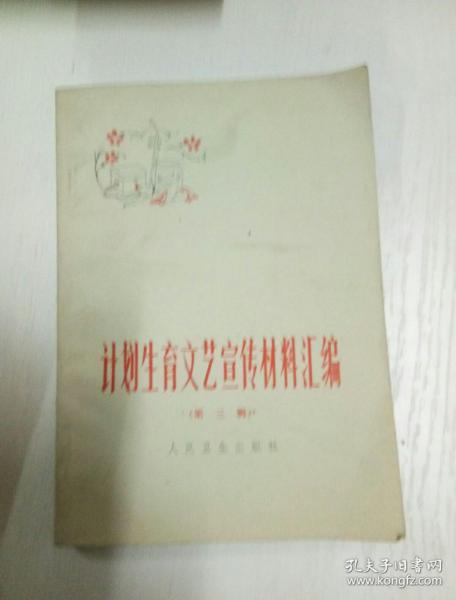 计划生育文艺宣传材料汇编
（第三辑）
人民卫生出版社
孔夫子旧书网
www.kongfz.com